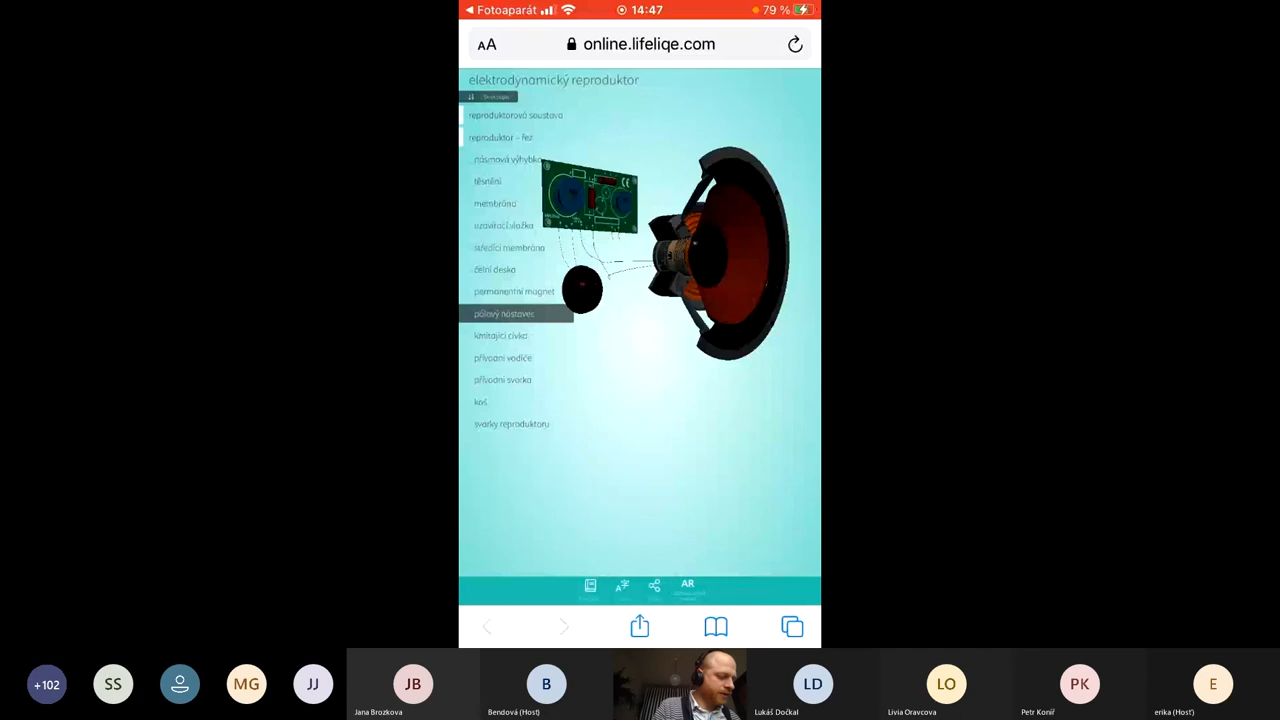 Fotoaparát 14:47 79 %
AA online.lifeliqe.com
elektrodynamický reproduktor
reproduktorová soustava
reproduktor – řez
pásmová výhybka
těsnění
membrána
uzavírací vložka
středící membrána
čelní deska
permanentní magnet
pólový nástavec
kmitající cívka
přívodní vodiče
přívodní svorka
koš
svorky reproduktoru
CE
AR
+102 SS MG JJ JB B LD LO PK E
Jana Brozkova Bendová (Host) Lukáš Dočkal Livia Oravcova Petr Koníř erika (Host)